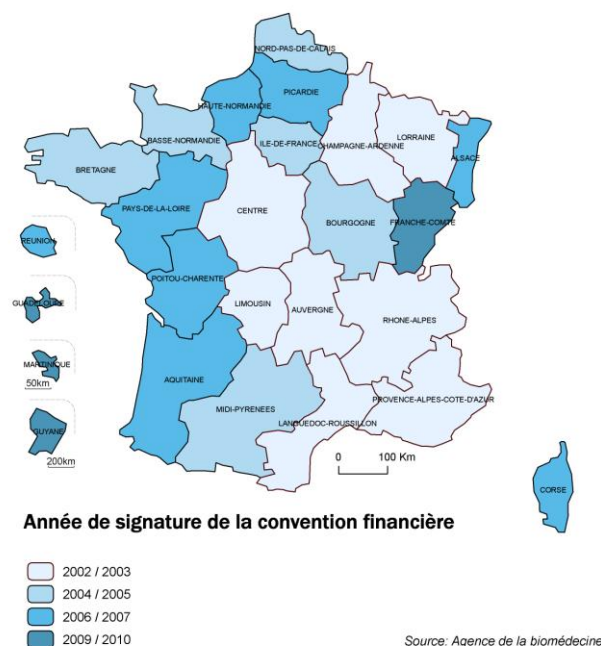 NORD-PAS-DE-CALAIS
PICARDIE
HAUTE-NORMANDIE
BASSE-NORMANDIE
ILE-DE-FRANCE
CHAMPAGNE-ARDENNE
LORRAINE
ALSACE
BRETAGNE
PAYS-DE-LA-LOIRE
CENTRE
BOURGOGNE
FRANCHE-COMTE
REUNION
POITOU-CHARENTE
LIMOUSIN
AUVERGNE
RHONE-ALPES
GUADELOUPE
MARTINIQUE
50km
AQUITAINE
MIDI-PYRENEES
LANGUEDOC-ROUSSILLON
PROVENCE-ALPES-COTE-D'AZUR
GUYANE
200km
0 100 Km
CORSE
Année de signature de la convention financière
2002 / 2003
2004 / 2005
2006 / 2007
2009 / 2010
Source: Agence de la biomédecine